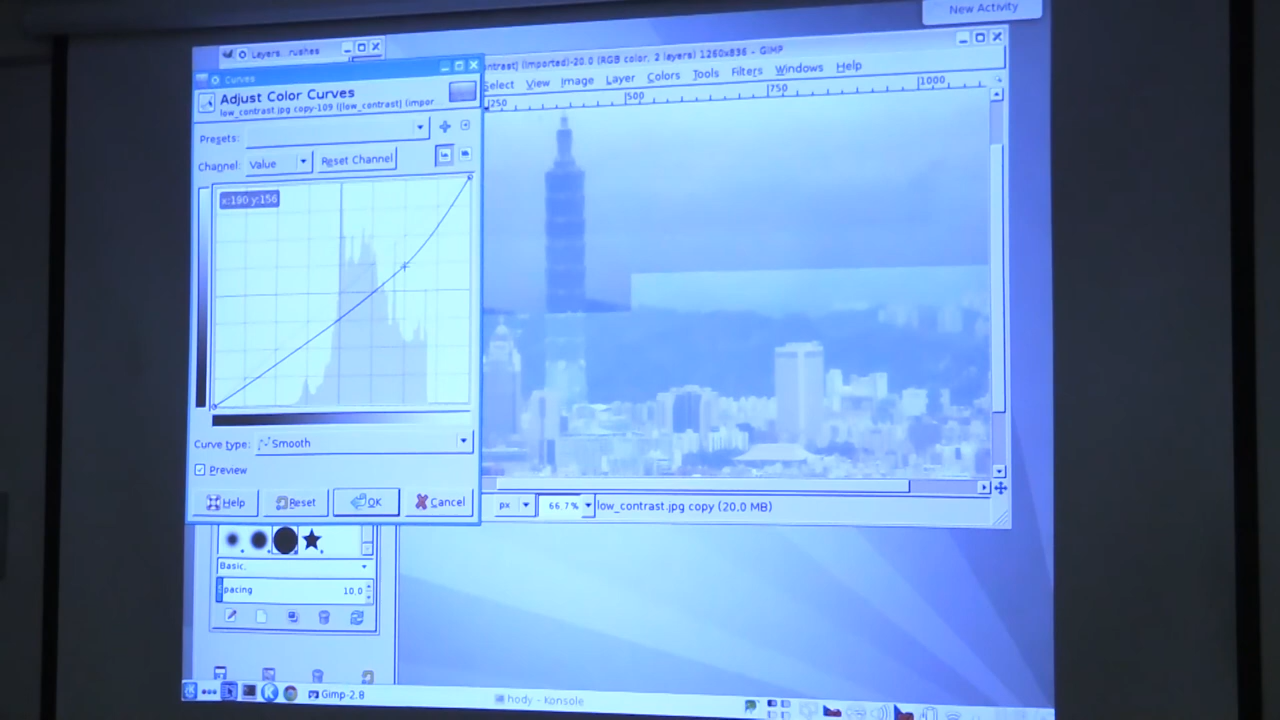 New Activity
Layers, rushes
ntrast] (imported)-20.0 (RGB color, 2 layers) 1260x836 - GIMP
Curves
Select View Image Layer Colors Tools Filters Windows Help
Adjust Color Curves
low_contrast.jpg copy-109 ([low_contrast] (impor...
250 500 750 1000
Presets:
Channel: Value Reset Channel
x:190 y:156
Curve type: Smooth
Preview
Help Reset OK Cancel
px 66.7% low_contrast.jpg copy (20.0 MB)
Basic,
pacing 10.0
Gimp-2.8
hody - Konsole